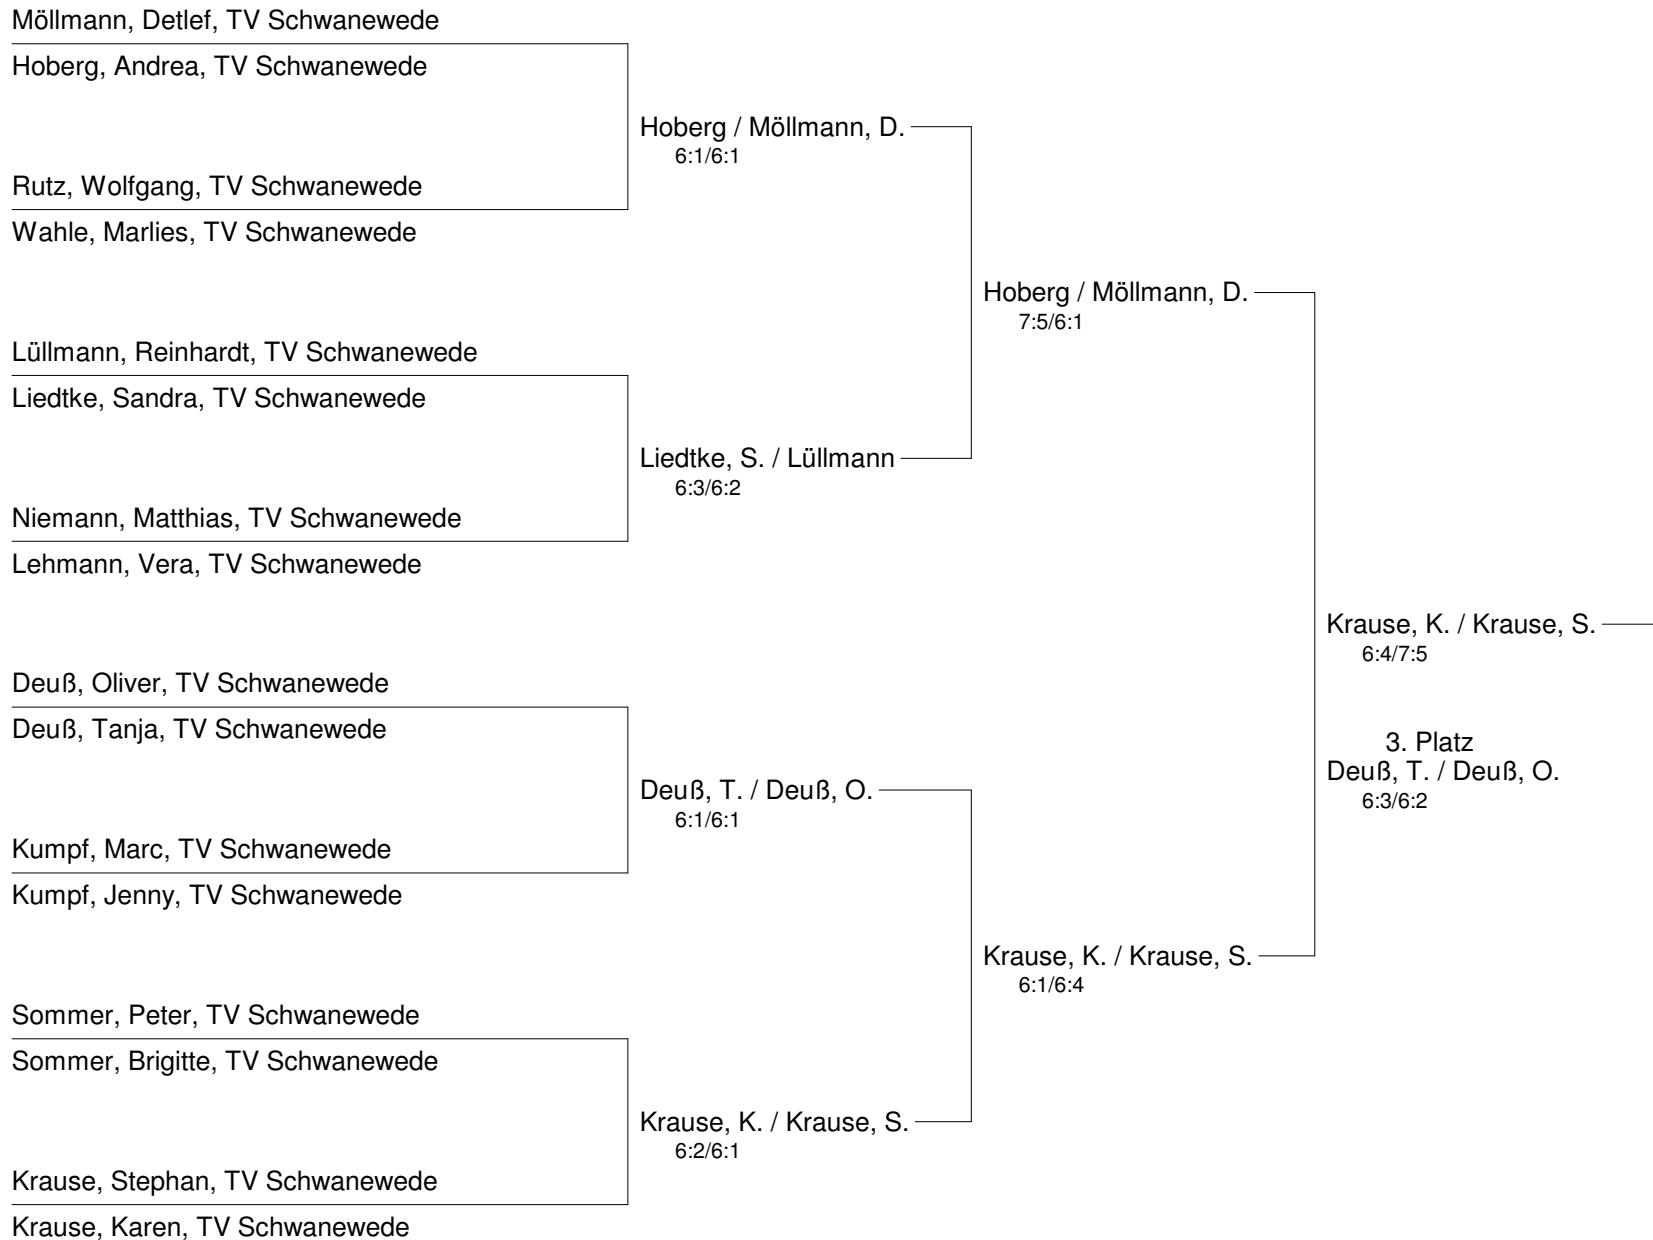 Möllmann, Detlef, TV Schwanewede
Hoberg, Andrea, TV Schwanewede
Hoberg / Möllmann, D.
6:1/6:1
Rutz, Wolfgang, TV Schwanewede
Wahle, Marlies, TV Schwanewede
Hoberg / Möllmann, D.
7:5/6:1
Lüllmann, Reinhardt, TV Schwanewede
Liedtke, Sandra, TV Schwanewede
Liedtke, S. / Lüllmann
6:3/6:2
Niemann, Matthias, TV Schwanewede
Lehmann, Vera, TV Schwanewede
Krause, K. / Krause, S.
6:4/7:5
Deuß, Oliver, TV Schwanewede
Deuß, Tanja, TV Schwanewede
3. Platz
Deuß, T. / Deuß, O.
6:3/6:2
Deuß, T. / Deuß, O.
6:1/6:1
Kumpf, Marc, TV Schwanewede
Kumpf, Jenny, TV Schwanewede
Krause, K. / Krause, S.
6:1/6:4
Sommer, Peter, TV Schwanewede
Sommer, Brigitte, TV Schwanewede
Krause, K. / Krause, S.
6:2/6:1
Krause, Stephan, TV Schwanewede
Krause, Karen, TV Schwanewede